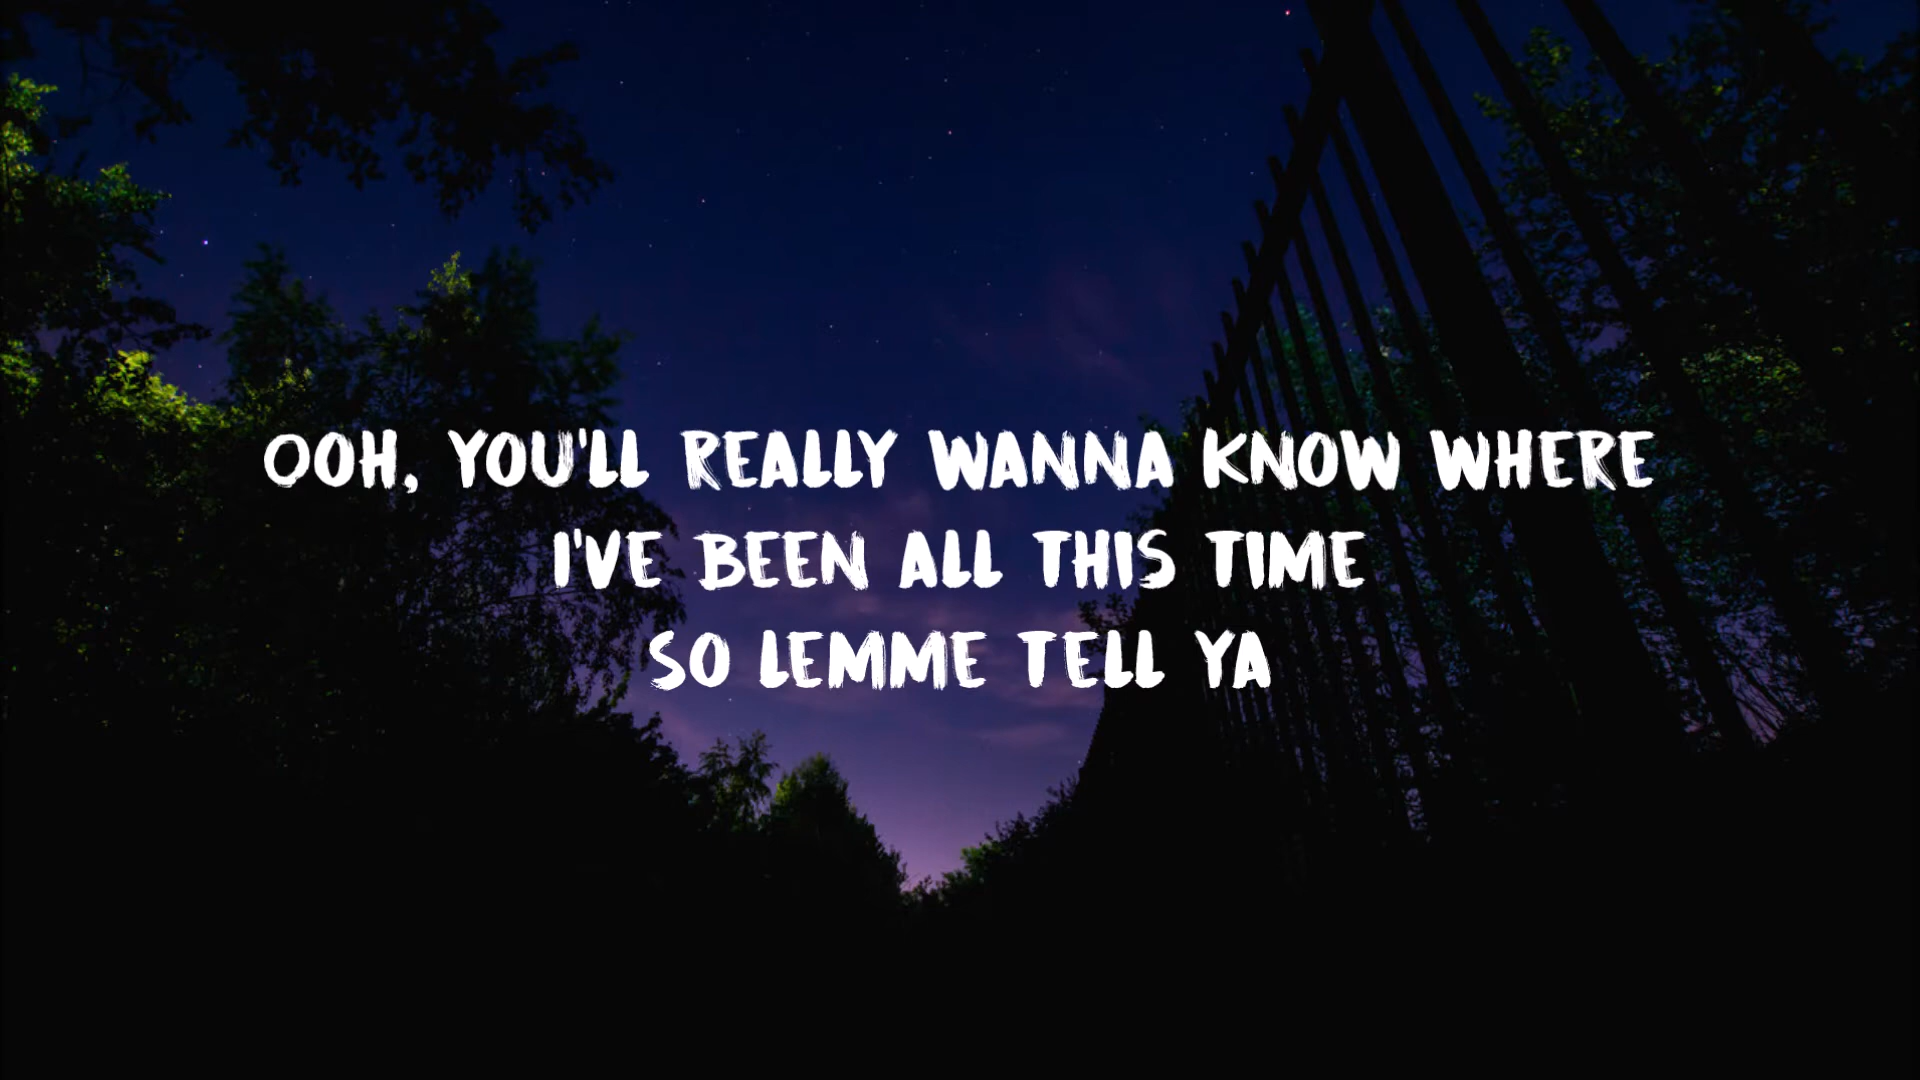 OOH, YOU'LL REALLY WANNA KNOW WHERE
I'VE BEEN ALL THIS TIME
SO LEMME TELL YA